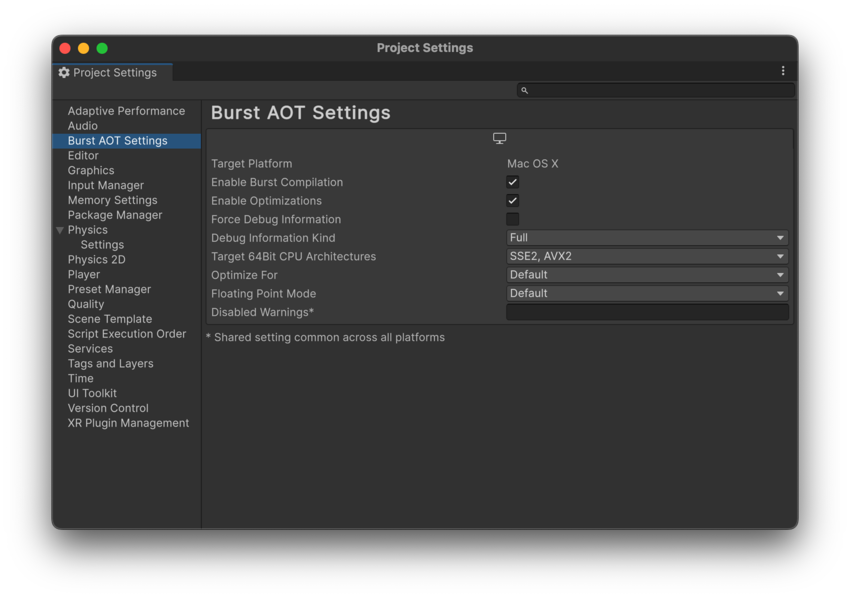 Project Settings
Project Settings
Adaptive Performance
Audio
Burst AOT Settings
Editor
Graphics
Input Manager
Memory Settings
Package Manager
Physics
Settings
Physics 2D
Player
Preset Manager
Quality
Scene Template
Script Execution Order
Services
Tags and Layers
Time
UI Toolkit
Version Control
XR Plugin Management
Burst AOT Settings
Target Platform Mac OS X
Enable Burst Compilation
Enable Optimizations
Force Debug Information
Debug Information Kind Full
Target 64Bit CPU Architectures SSE2, AVX2
Optimize For Default
Floating Point Mode Default
Disabled Warnings*
* Shared setting common across all platforms